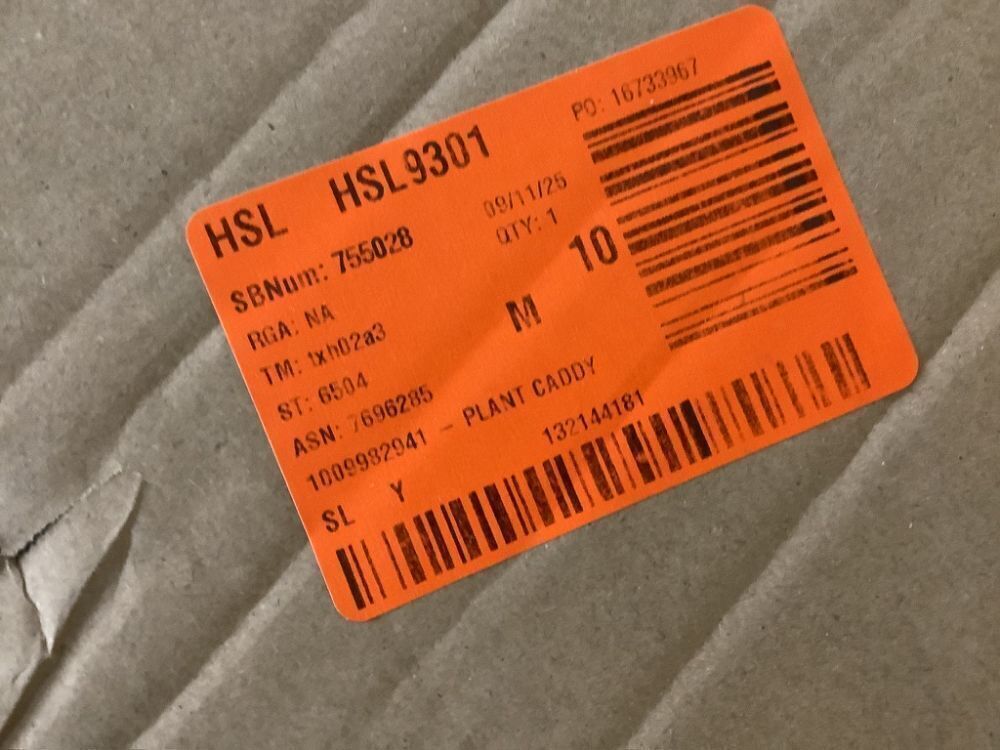 HSL HSL9301
PO: 16733967
SBNum: 755028 09/11/25
RGA: NA QTY: 1
10
TM: txh02a3 M
ST: 6504
ASN: 7696285
1009982941 - PLANT CADDY
132144181
SL Y